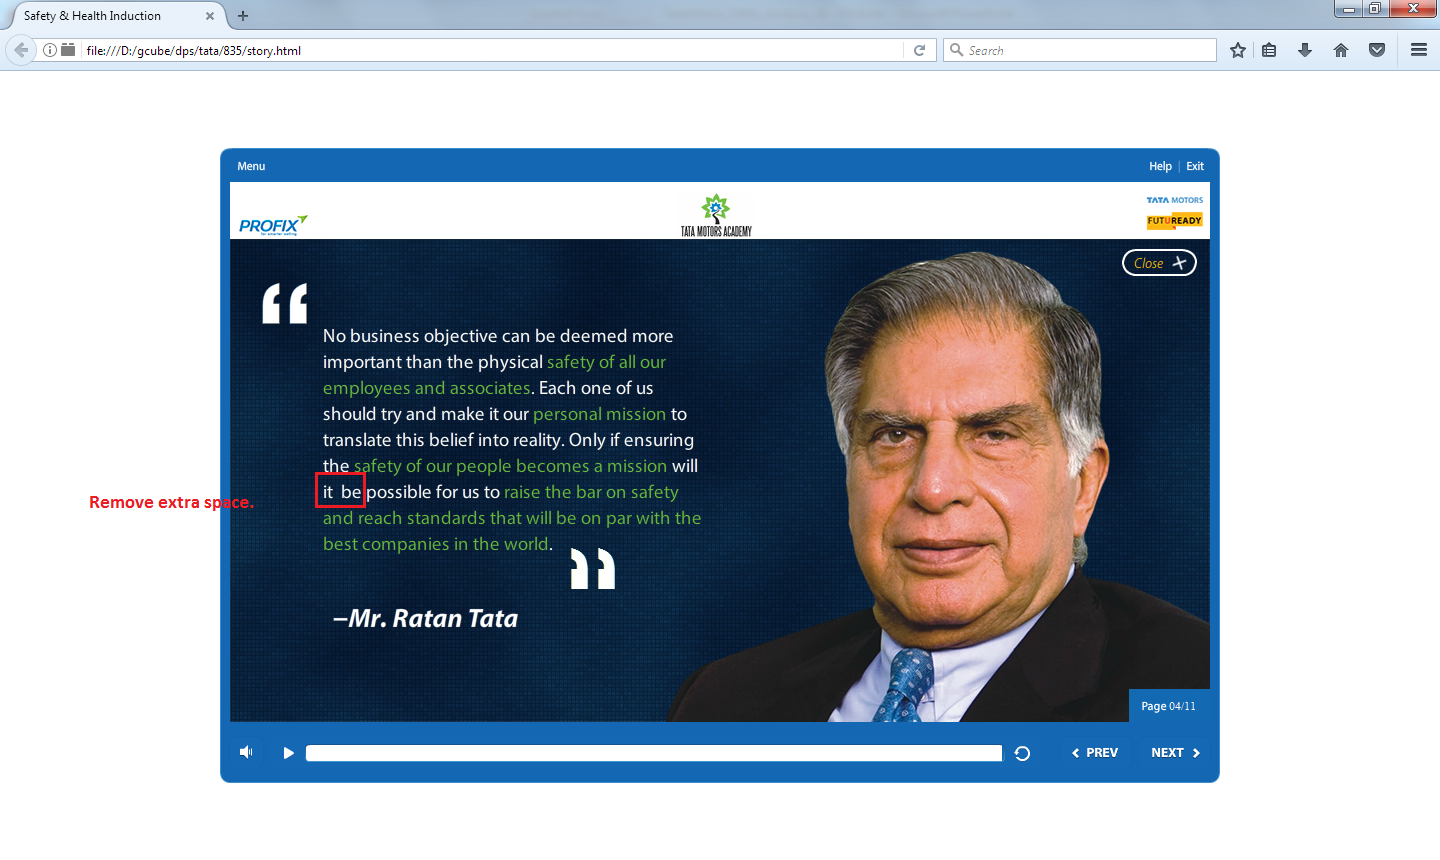 Safety & Health Induction
file:///D:/gcube/dps/tata/835/story.html
Search
Menu
Help | Exit
PROFIX
for smarter selling
TATA MOTORS ACADEMY
TATA MOTORS
FUTUREADY
Close
“
No business objective can be deemed more
important than the physical safety of all our
employees and associates. Each one of us
should try and make it our personal mission to
translate this belief into reality. Only if ensuring
the safety of our people becomes a mission will
it  be possible for us to raise the bar on safety
and reach standards that will be on par with the
best companies in the world.
”
–Mr. Ratan Tata
Remove extra space.
Page 04/11
PREV
NEXT